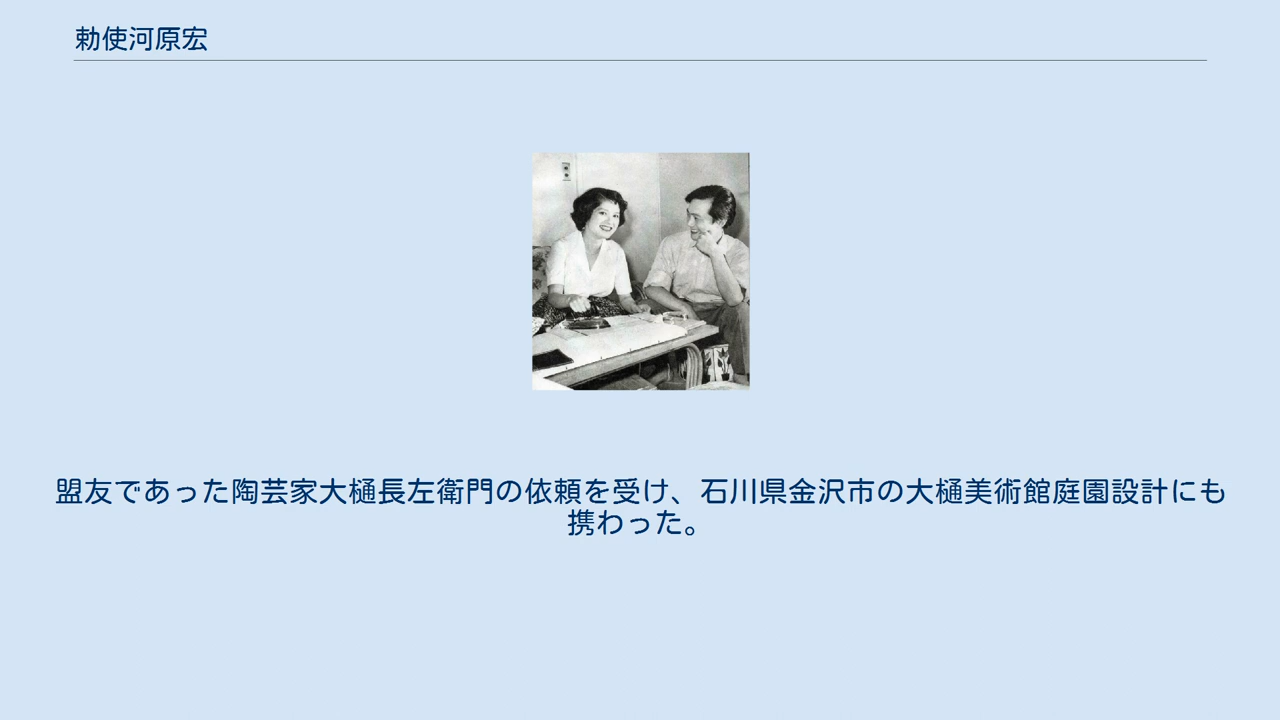 勅使河原宏
盟友であった陶芸家大樋長左衛門の依頼を受け、石川県金沢市の大樋美術館庭園設計にも
携わった。